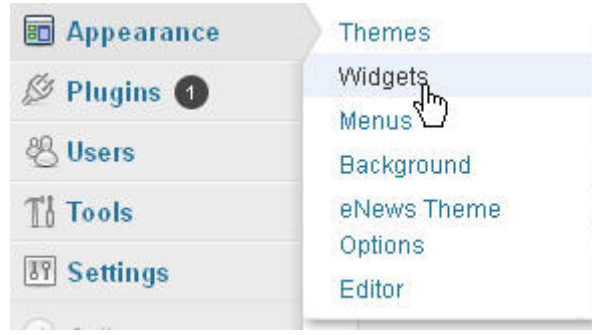 Appearance
Plugins 1
Users
Tools
Settings
Themes
Widgets
Menus
Background
eNews Theme
Options
Editor